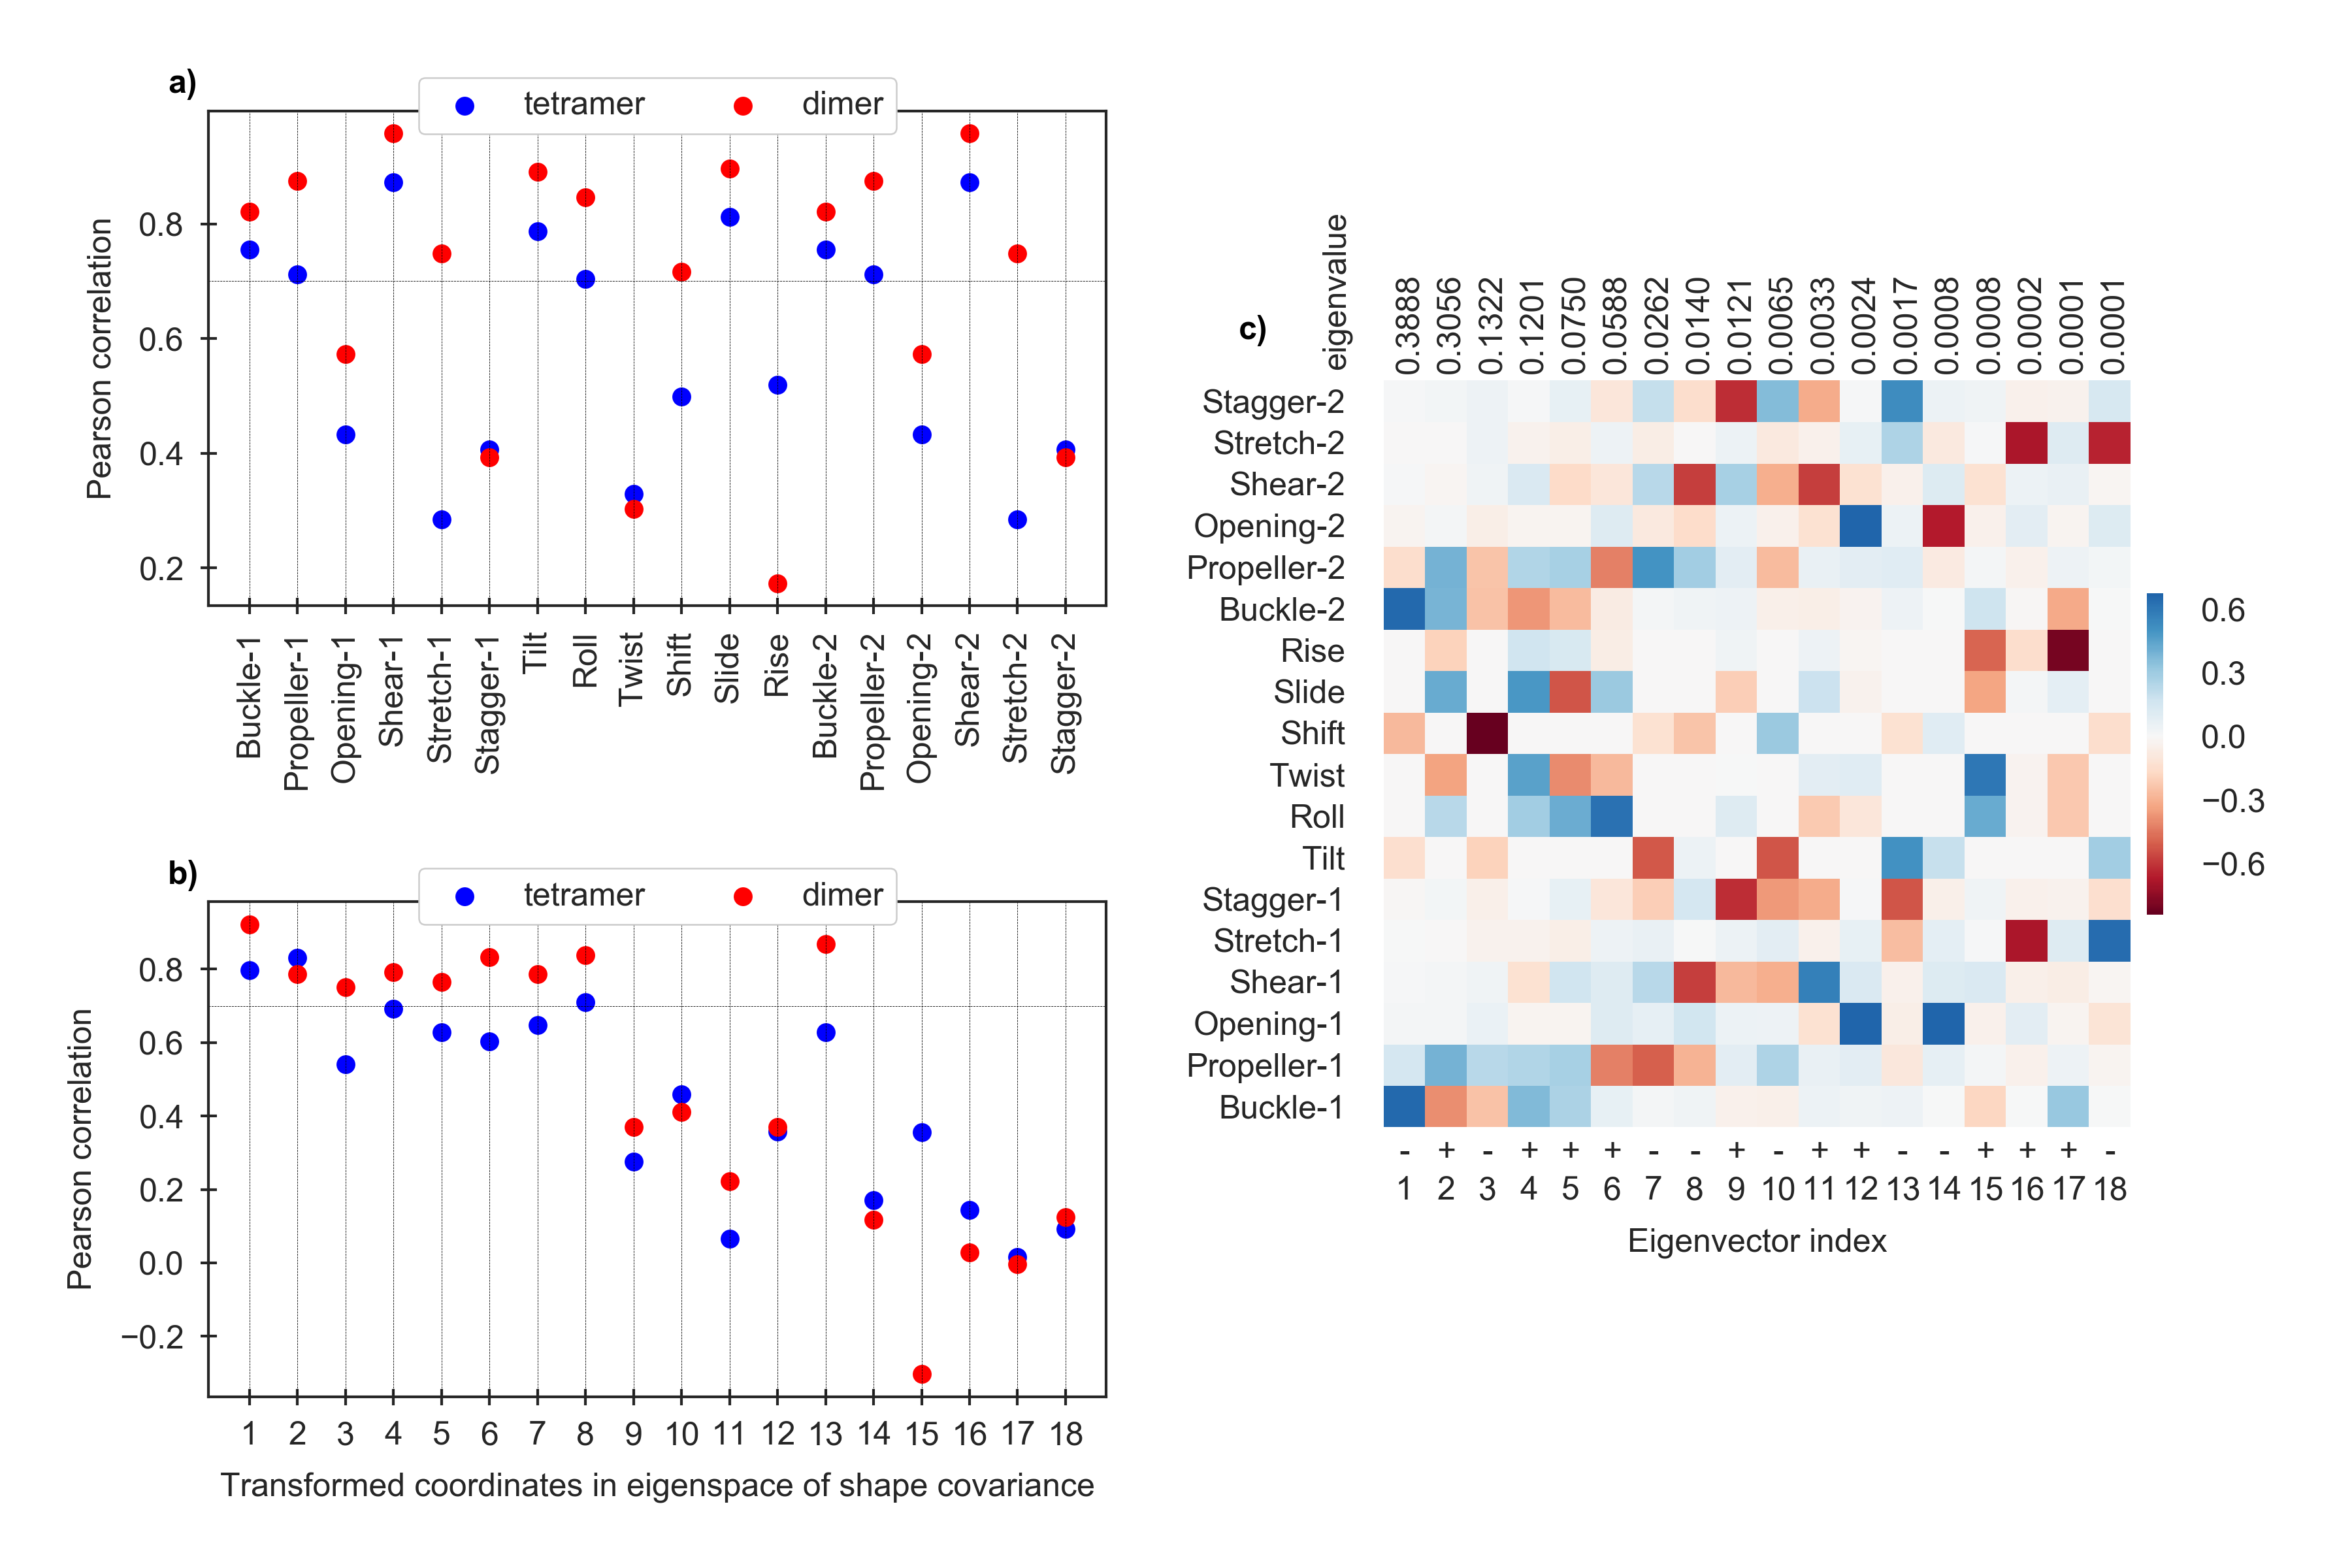 a)
tetramer dimer
Pearson correlation
0.8
0.6
0.4
0.2
Buckle-1 Propeller-1 Opening-1 Shear-1 Stretch-1 Stagger-1 Tilt Roll Twist Shift Slide Rise Buckle-2 Propeller-2 Opening-2 Shear-2 Stretch-2 Stagger-2
b)
tetramer dimer
Pearson correlation
0.8
0.6
0.4
0.2
0.0
−0.2
1 2 3 4 5 6 7 8 9 10 11 12 13 14 15 16 17 18
Transformed coordinates in eigenspace of shape covariance
c)
eigenvalue
0.3888 0.3056 0.1322 0.1201 0.0750 0.0588 0.0262 0.0140 0.0121 0.0065 0.0033 0.0024 0.0017 0.0008 0.0008 0.0002 0.0001 0.0001
Stagger-2
Stretch-2
Shear-2
Opening-2
Propeller-2
Buckle-2
Rise
Slide
Shift
Twist
Roll
Tilt
Stagger-1
Stretch-1
Shear-1
Opening-1
Propeller-1
Buckle-1
- + - + + + - - + - + + - - + + + -
1 2 3 4 5 6 7 8 9 10 11 12 13 14 15 16 17 18
Eigenvector index
0.6
0.3
0.0
−0.3
−0.6